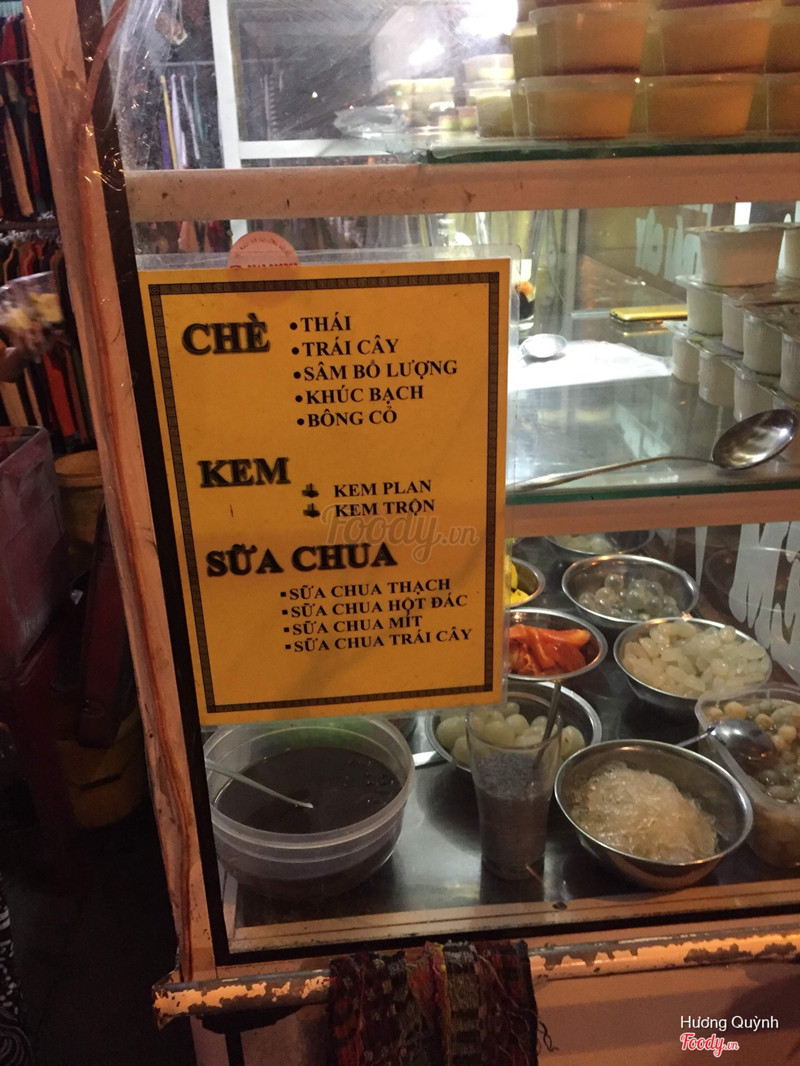 CHÈ
• THÁI
• TRÁI CÂY
• SÂM BỔ LƯỢNG
• KHÚC BẠCH
• BÔNG CỎ
KEM
KEM PLAN
KEM TRỘN
SỮA CHUA
▪ SỮA CHUA THẠCH
▪ SỮA CHUA HỘT ĐÁC
▪ SỮA CHUA MÍT
▪ SỮA CHUA TRÁI CÂY
Foody.vn
Hương Quỳnh
Foody.vn